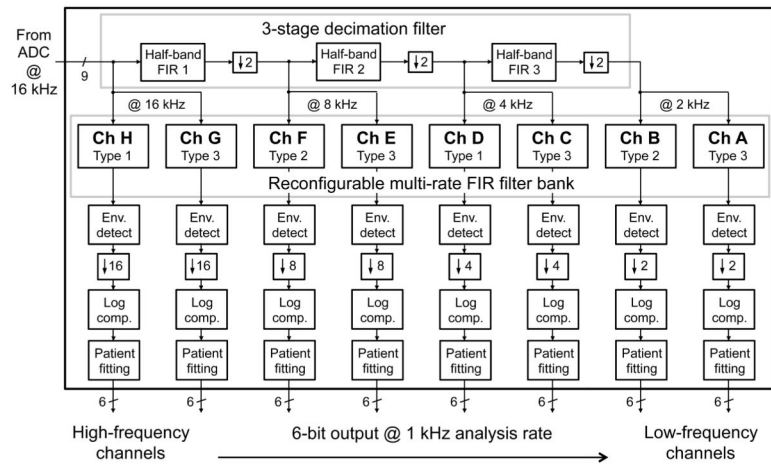 3-stage decimation filter
From
ADC
@
16 kHz
9
Half-band
FIR 1
↓2
Half-band
FIR 2
↓2
Half-band
FIR 3
↓2
@ 16 kHz
@ 8 kHz
@ 4 kHz
@ 2 kHz
Ch H
Type 1
Ch G
Type 3
Ch F
Type 2
Ch E
Type 3
Ch D
Type 1
Ch C
Type 3
Ch B
Type 2
Ch A
Type 3
Reconfigurable multi-rate FIR filter bank
Env.
detect
Env.
detect
Env.
detect
Env.
detect
Env.
detect
Env.
detect
Env.
detect
Env.
detect
↓16
↓16
↓8
↓8
↓4
↓4
↓2
↓2
Log
comp.
Log
comp.
Log
comp.
Log
comp.
Log
comp.
Log
comp.
Log
comp.
Log
comp.
Patient
fitting
Patient
fitting
Patient
fitting
Patient
fitting
Patient
fitting
Patient
fitting
Patient
fitting
Patient
fitting
6
6
6
6
6
6
6
6
High-frequency
channels
6-bit output @ 1 kHz analysis rate
Low-frequency
channels